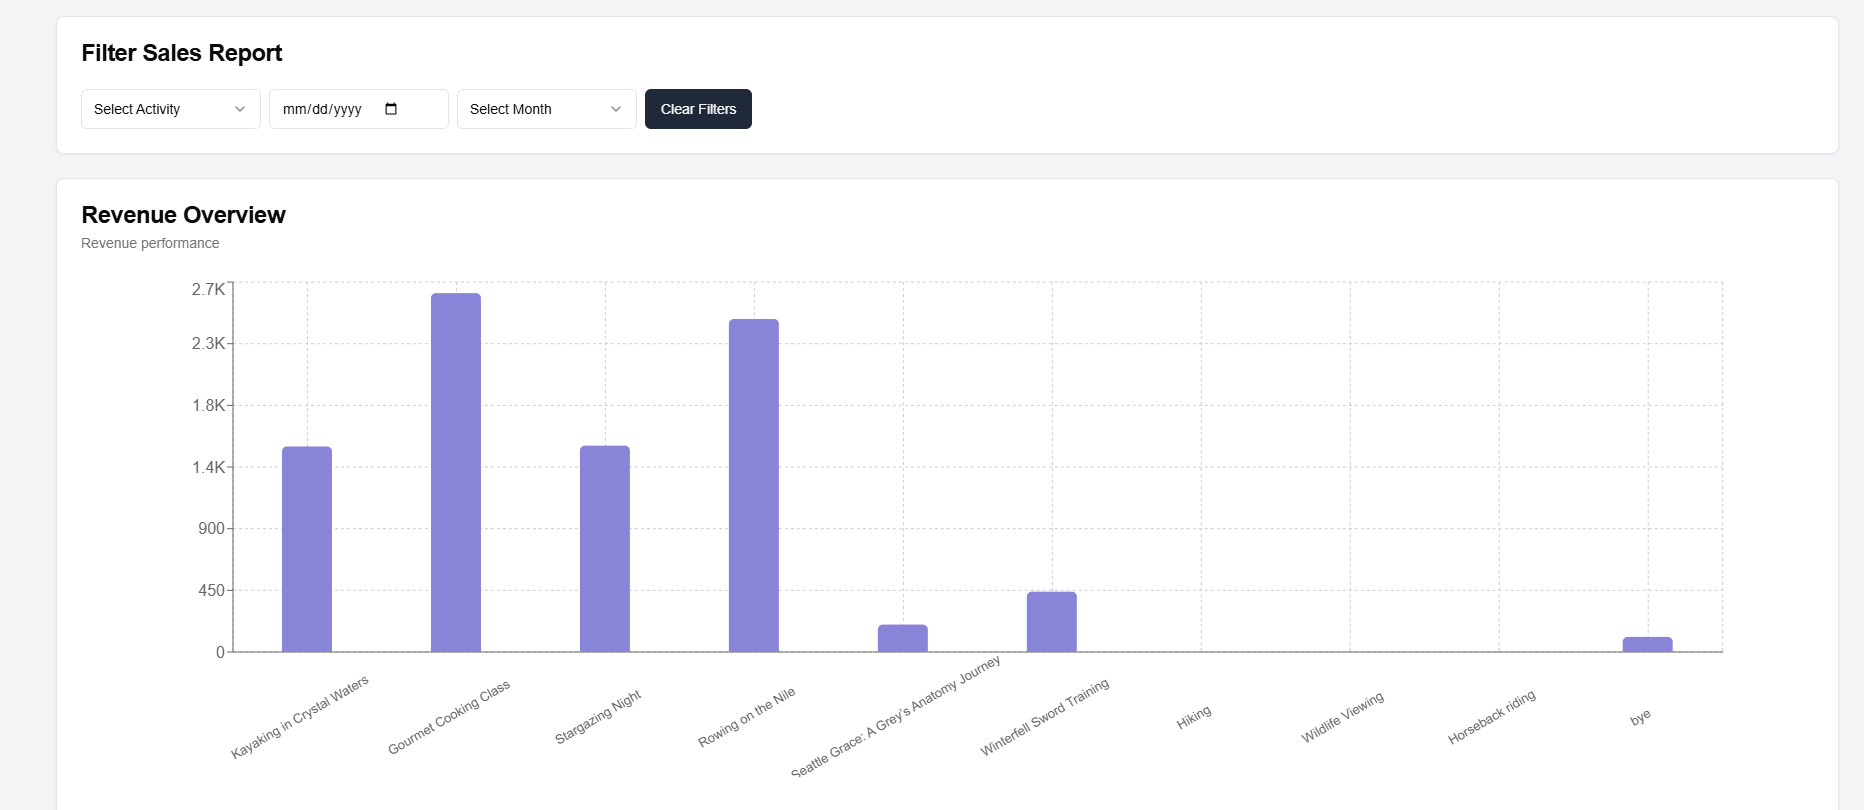 Filter Sales Report
Select Activity
mm/dd/yyyy
Select Month
Clear Filters
Revenue Overview
Revenue performance
2.7K
2.3K
1.8K
1.4K
900
450
0
Kayaking in Crystal Waters
Gourmet Cooking Class
Stargazing Night
Rowing on the Nile
Seattle Grace: A Grey's Anatomy Journey
Winterfell Sword Training
Hiking
Wildlife Viewing
Horseback riding
bye